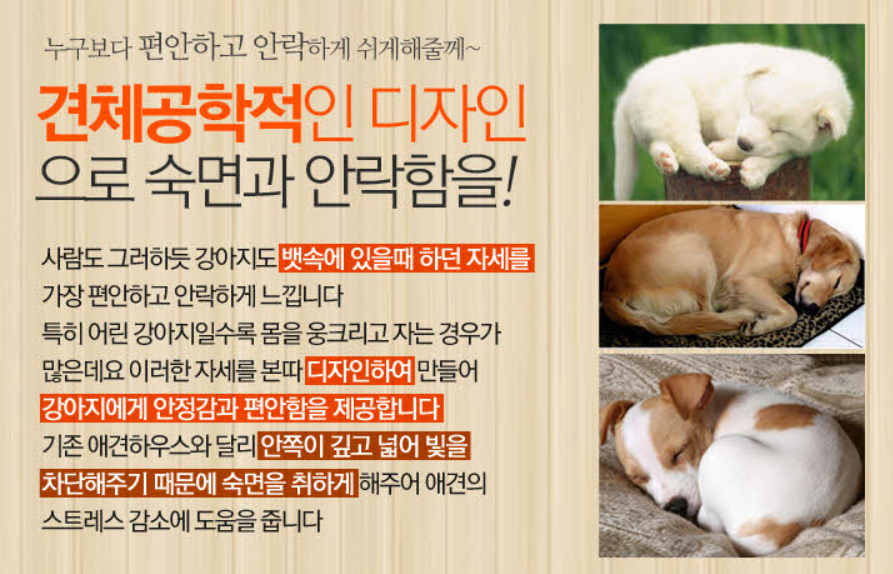 누구보다 편안하고 안락하게 쉬게해줄께~
견체공학적인 디자인
으로 숙면과 안락함을!
사람도 그러하듯 강아지도 뱃속에 있을때 하던 자세를
가장 편안하고 안락하게 느낍니다
특히 어린 강아지일수록 몸을 웅크리고 자는 경우가
많은데요 이러한 자세를 본따 디자인하여 만들어
강아지에게 안정감과 편안함을 제공합니다
기존 애견하우스와 달리 안쪽이 깊고 넓어 빛을
차단해주기 때문에 숙면을 취하게 해주어 애견의
스트레스 감소에 도움을 줍니다